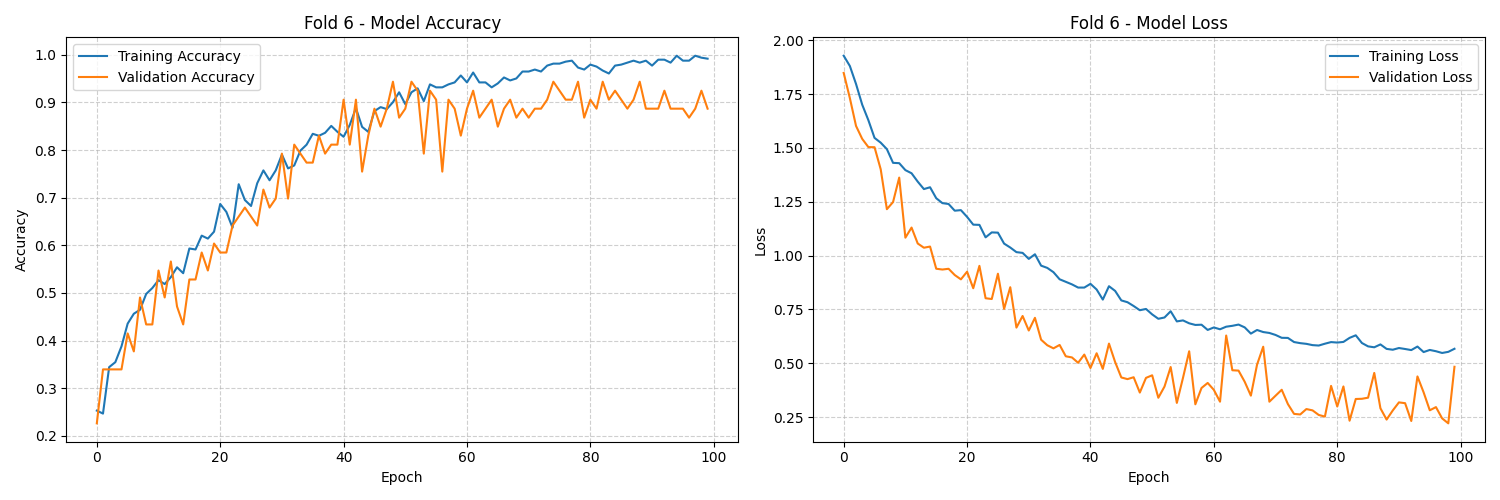 Fold 6 - Model Accuracy
Training Accuracy
Validation Accuracy
1.0
0.9
0.8
0.7
0.6
0.5
0.4
0.3
0.2
Accuracy
0 20 40 60 80 100
Epoch
Fold 6 - Model Loss
Training Loss
Validation Loss
2.00
1.75
1.50
1.25
1.00
0.75
0.50
0.25
Loss
0 20 40 60 80 100
Epoch